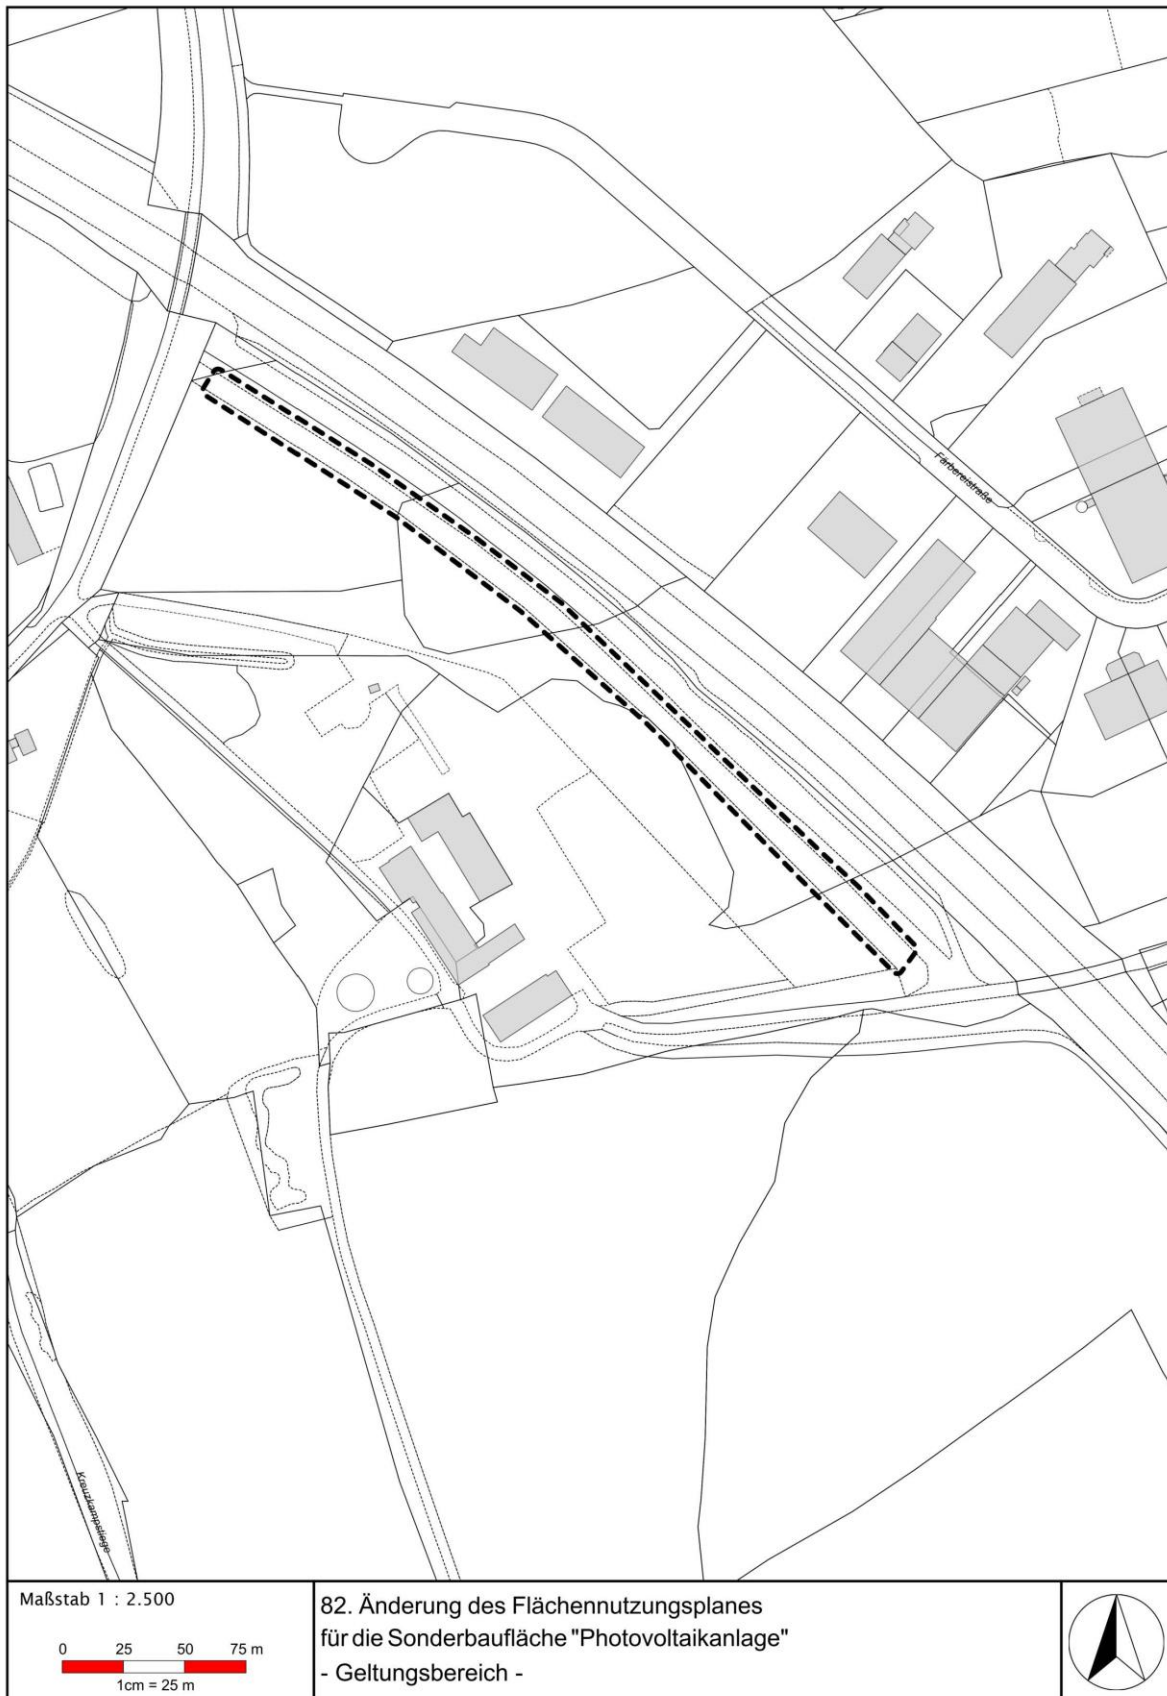 Färbereistraße
Kreuzkampstiege
Maßstab 1 : 2.500
0 25 50 75 m
1cm = 25 m
82. Änderung des Flächennutzungsplanes
für die Sonderbaufläche "Photovoltaikanlage"
- Geltungsbereich -